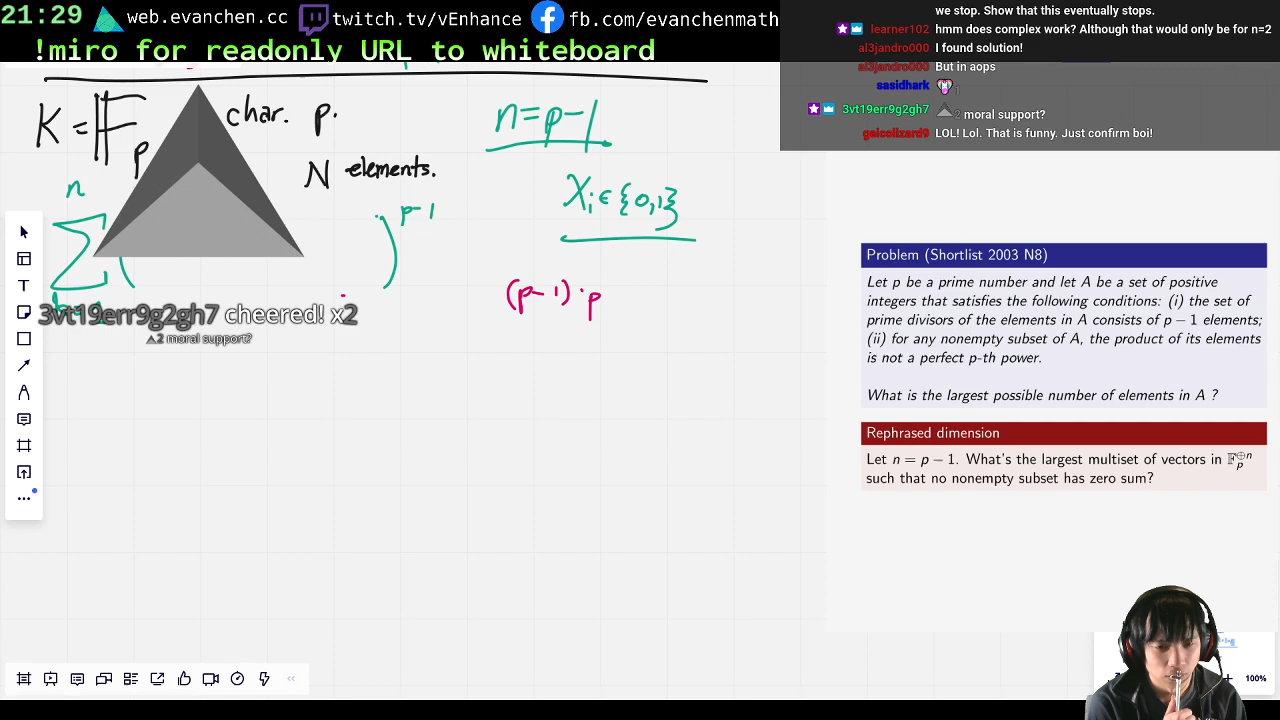 21:29 web.evanchen.cc twitch.tv/vEnhance fb.com/evanchenmath
!miro for readonly URL to whiteboard
we stop. Show that this eventually stops.
learner102 hmm does complex work? Although that would only be for n=2
al3jandro000 I found solution!
al3jandro000 But in aops
sasidhark 1
3vt19err9g2gh7 2 moral support?
geicolizard9 LOL! Lol. That is funny. Just confirm boi!
K = F_p char. p.
N elements.
n = p-1
X_i ∈ {0,1}
n
∑ ( )^{p-1}
(p-1)·p
3vt19err9g2gh7 cheered! x2
2 moral support?
Problem (Shortlist 2003 N8)
Let p be a prime number and let A be a set of positive
integers that satisfies the following conditions: (i) the set of
prime divisors of the elements in A consists of p − 1 elements;
(ii) for any nonempty subset of A, the product of its elements
is not a perfect p-th power.
What is the largest possible number of elements in A ?
Rephrased dimension
Let n = p − 1. What's the largest multiset of vectors in F_p^{⊕n}
such that no nonempty subset has zero sum?
100%